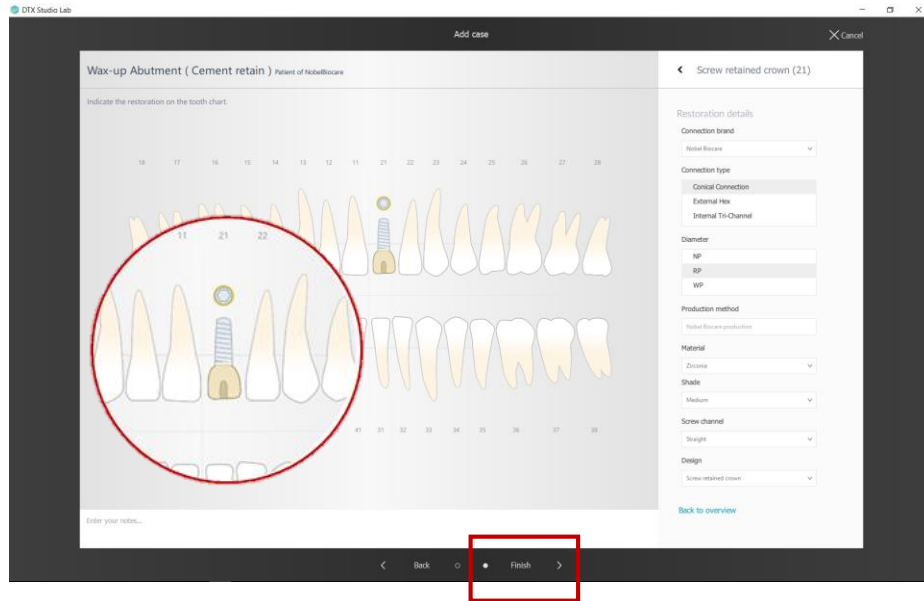 DTX Studio Lab
Add case
Cancel
Wax-up Abutment ( Cement retain ) Patient of NobelBiocare
Indicate the restoration on the tooth chart.
18 17 16 15 14 13 12 11 21 22 23 24 25 26 27 28
11 21 22
41 31 32 33 34 35 36 37 38
Enter your notes...
Screw retained crown (21)
Restoration details
Connection brand
Nobel Biocare
Connection type
Conical Connection
External Hex
Internal Tri-Channel
Diameter
NP
RP
WP
Production method
Nobel Biocare production
Material
Zirconia
Shade
Medium
Screw channel
Straight
Design
Screw retained crown
Back to overview
Back
Finish